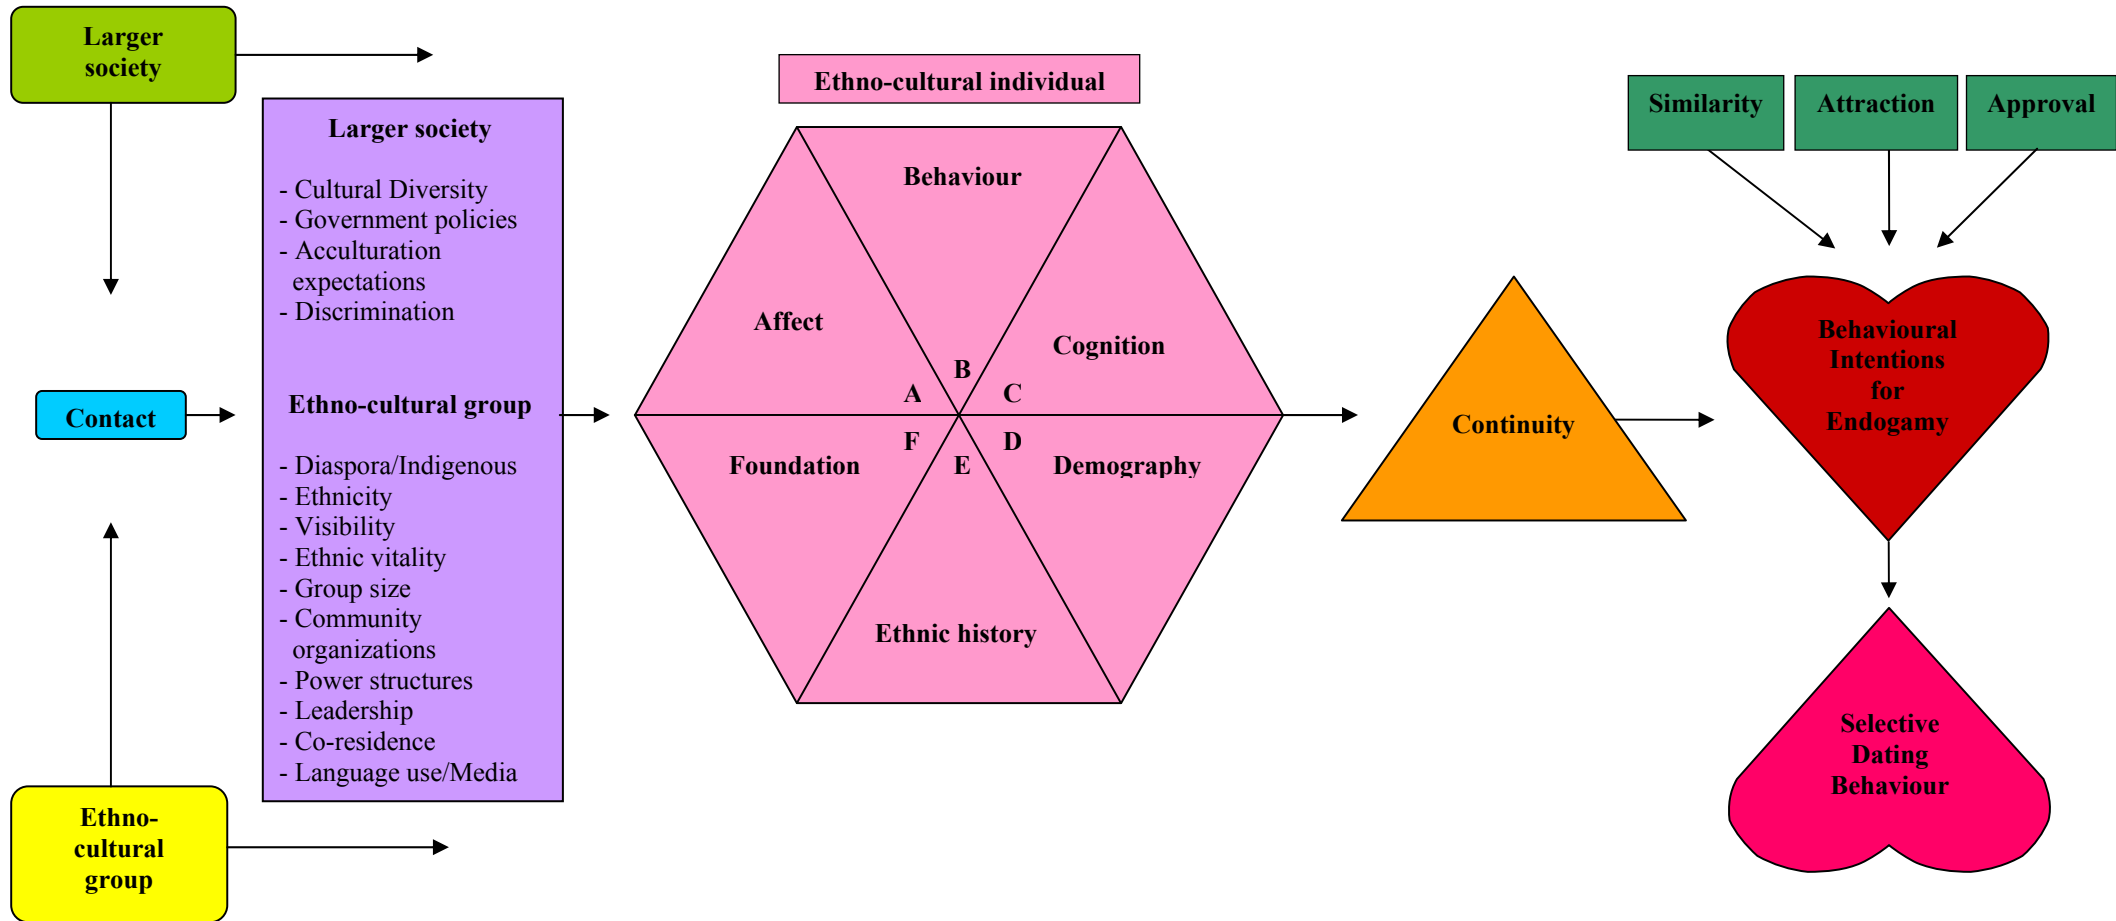 Larger
society
Contact
Ethno-
cultural
group
Larger society
- Cultural Diversity
- Government policies
- Acculturation
expectations
- Discrimination
Ethno-cultural group
- Diaspora/Indigenous
- Ethnicity
- Visibility
- Ethnic vitality
- Group size
- Community
organizations
- Power structures
- Leadership
- Co-residence
- Language use/Media
Ethno-cultural individual
Behaviour
Affect
Cognition
B
A
C
F
D
E
Foundation
Demography
Ethnic history
Continuity
Similarity
Attraction
Approval
Behavioural
Intentions
for
Endogamy
Selective
Dating
Behaviour